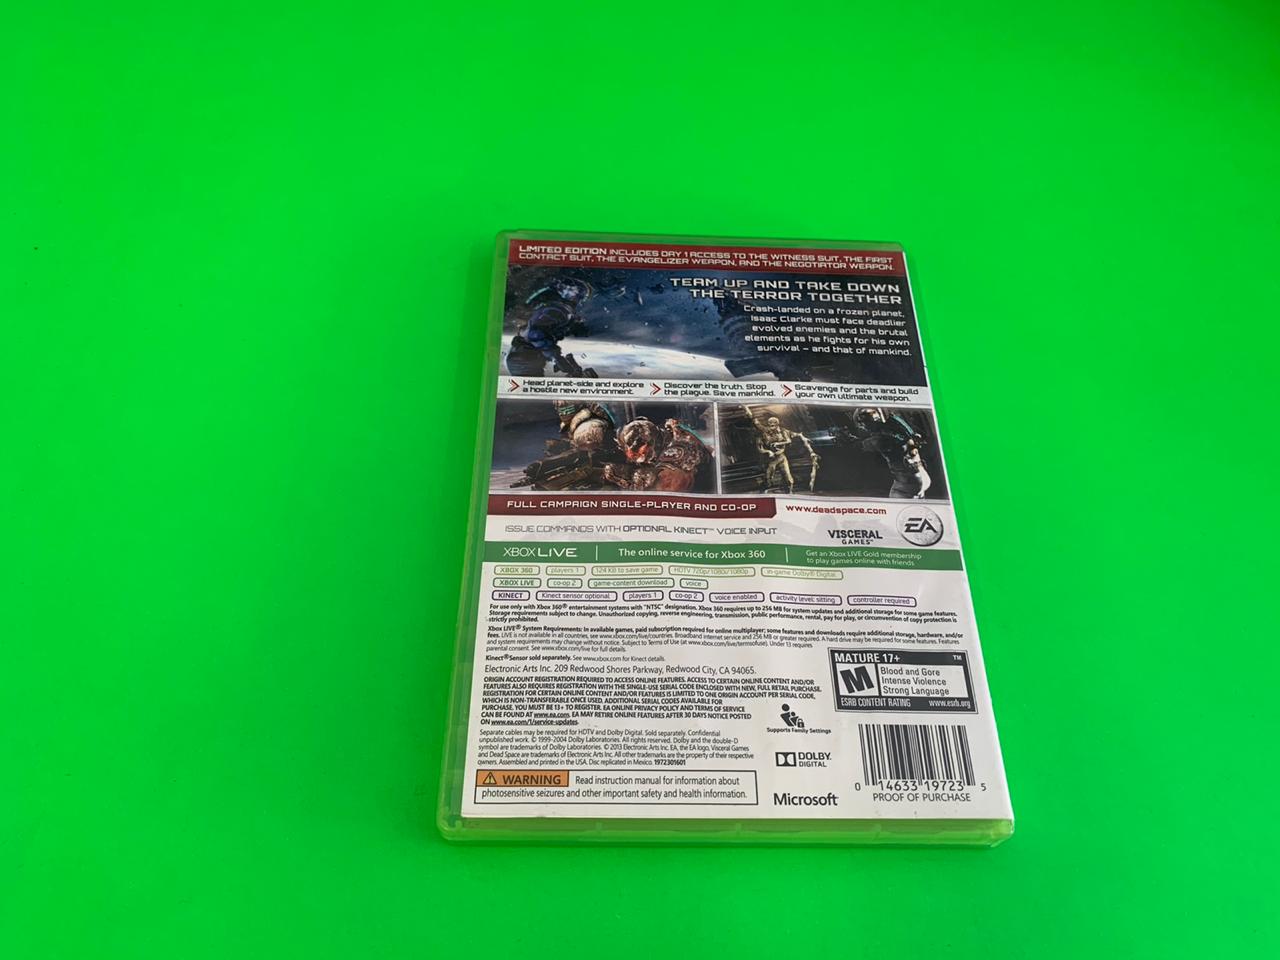 LIMITED EDITION INCLUDES DAY 1 ACCESS TO THE WITNESS SUIT, THE FIRST
CONTACT SUIT, THE EVANGELIZER WEAPON, AND THE NEGOTIATOR WEAPON.
TEAM UP AND TAKE DOWN
THE TERROR TOGETHER
Crash-landed on a frozen planet,
Isaac Clarke must face deadlier
evolved enemies and the brutal
elements as he fights for his own
survival – and that of mankind.
Head planet-side and explore
a hostile new environment.
Discover the truth. Stop
the plague. Save mankind.
Scavenge for parts and build
your own ultimate weapon.
FULL CAMPAIGN SINGLE-PLAYER AND CO-OP
www.deadspace.com
ISSUE COMMANDS WITH OPTIONAL KINECT™ VOICE INPUT
VISCERAL
GAMES™
EA
XBOX LIVE
The online service for Xbox 360
Get an Xbox LIVE Gold membership
to play games online with friends
XBOX 360 players 1 124 KB to save game HDTV 720p/1080i/1080p in-game Dolby® Digital
XBOX LIVE co-op 2 game-content download voice
KINECT Kinect sensor optional players 1 co-op 2 voice enabled activity level: sitting controller required
For use only with Xbox 360® entertainment systems with "NTSC" designation. Xbox 360 requires up to 256 MB for system updates and additional storage for some game features.
Storage requirements subject to change. Unauthorized copying, reverse engineering, transmission, public performance, rental, pay for play, or circumvention of copy protection is
strictly prohibited.
Xbox LIVE® System Requirements: In available games, paid subscription required for online multiplayer; some features and downloads require additional storage, hardware, and/or
fees. LIVE is not available in all countries, see www.xbox.com/live/countries. Broadband internet service and 256 MB or greater required. A hard drive may be required for some features. Features
and system requirements may change without notice. Subject to Terms of Use (at www.xbox.com/live/termsofuse). Under 13 requires
parental consent. See www.xbox.com/live for full details.
Kinect® Sensor sold separately. See www.xbox.com for Kinect details.
Electronic Arts Inc. 209 Redwood Shores Parkway, Redwood City, CA 94065.
ORIGIN ACCOUNT REGISTRATION REQUIRED TO ACCESS ONLINE FEATURES. ACCESS TO CERTAIN ONLINE CONTENT AND/OR
FEATURES ALSO REQUIRES REGISTRATION WITH THE SINGLE-USE SERIAL CODE ENCLOSED WITH NEW, FULL RETAIL PURCHASE.
REGISTRATION FOR CERTAIN ONLINE CONTENT AND/OR FEATURES IS LIMITED TO ONE ORIGIN ACCOUNT PER SERIAL CODE,
WHICH IS NON-TRANSFERABLE ONCE USED. ADDITIONAL SERIAL CODES AVAILABLE FOR
PURCHASE. YOU MUST BE 13+ TO REGISTER. EA ONLINE PRIVACY POLICY AND TERMS OF SERVICE
CAN BE FOUND AT www.ea.com. EA MAY RETIRE ONLINE FEATURES AFTER 30 DAYS NOTICE POSTED
ON www.ea.com/1/service-updates.
Separate cables may be required for HDTV and Dolby Digital. Sold separately. Confidential
unpublished work. © 1999-2004 Dolby Laboratories. All rights reserved. Dolby and the double-D
symbol are trademarks of Dolby Laboratories. © 2013 Electronic Arts Inc. EA, the EA logo, Visceral Games
and Dead Space are trademarks of Electronic Arts Inc. All other trademarks are the property of their respective
owners. Assembled and printed in the USA. Disc replicated in Mexico. 1972301601
WARNING Read instruction manual for information about
photosensitive seizures and other important safety and health information.
Supports Family Settings
DOLBY
DIGITAL
Microsoft®
MATURE 17+ ™
M
Blood and Gore
Intense Violence
Strong Language
ESRB CONTENT RATING www.esrb.org
0 14633 19723 5
PROOF OF PURCHASE